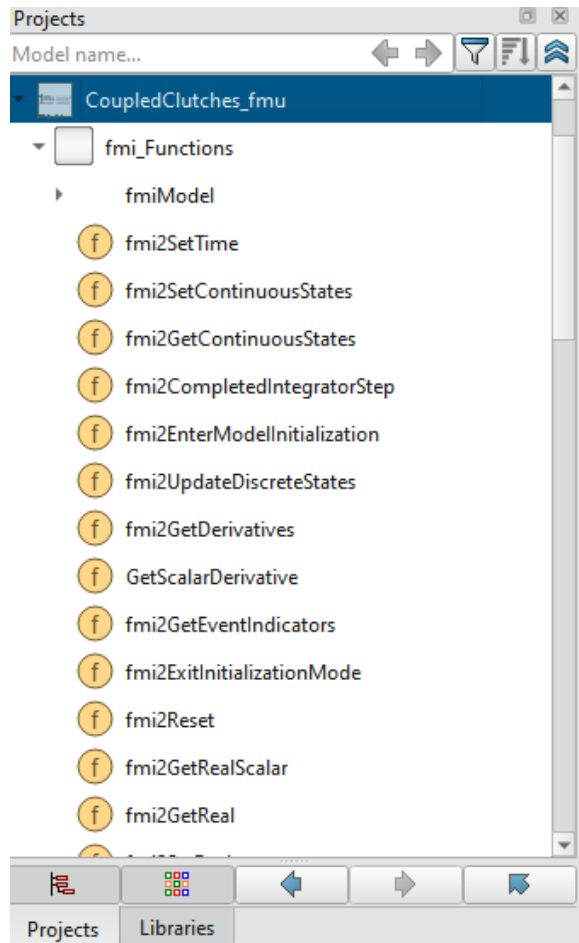 Projects
Model name...
CoupledClutches_fmu
fmi_Functions
fmiModel
f fmi2SetTime
f fmi2SetContinuousStates
f fmi2GetContinuousStates
f fmi2CompletedIntegratorStep
f fmi2EnterModelInitialization
f fmi2UpdateDiscreteStates
f fmi2GetDerivatives
f GetScalarDerivative
f fmi2GetEventIndicators
f fmi2ExitInitializationMode
f fmi2Reset
f fmi2GetRealScalar
f fmi2GetReal
Projects Libraries